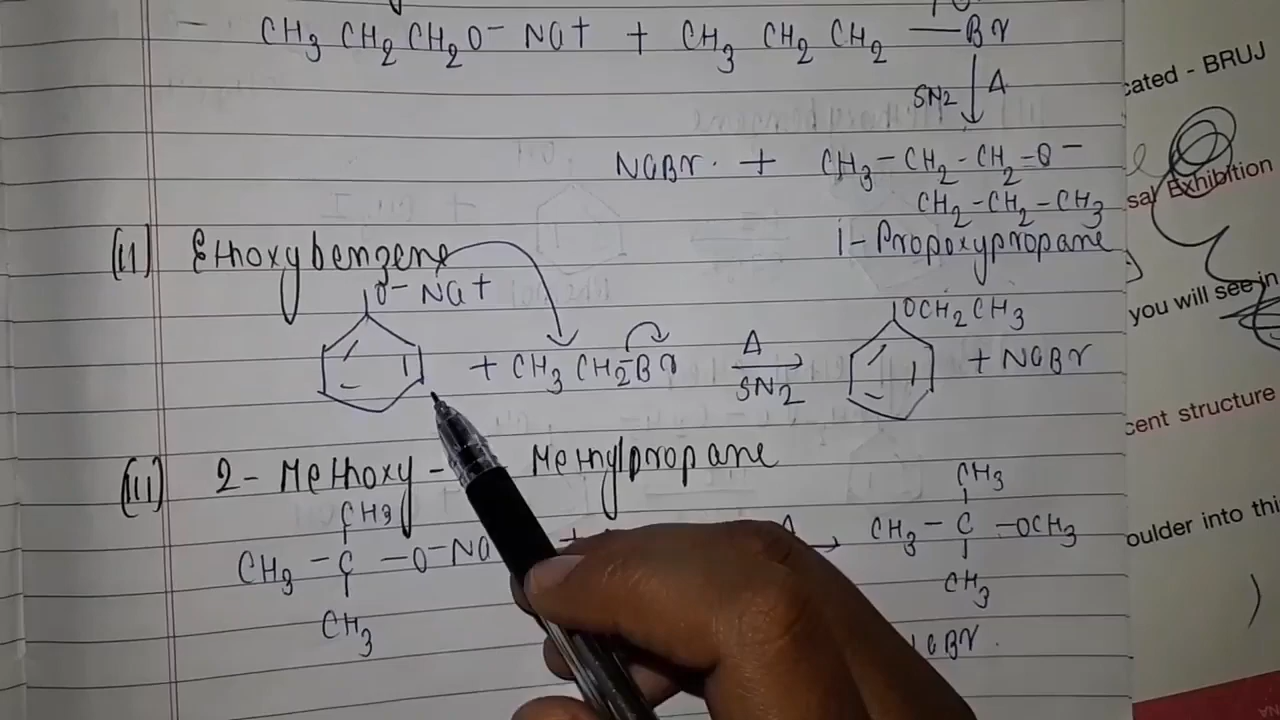 CH3 CH2 CH2O- Na+ + CH3 CH2 CH2 —Br
SN2 Δ
NaBr. + CH3-CH2-CH2-O-
CH2-CH2-CH3
1-Propoxypropane
(II) Ethoxybenzene
O- Na+
+ CH3 CH2-Br Δ SN2 + NaBr
OCH2CH3
(III) 2-Methoxy- Methylpropane
CH3
CH3-C-O-Na + Δ
CH3
CH3
CH3-C-OCH3
CH3
aBr.
cated - BRUJ
sal Exhibition
you will see in
cent structure
oulder into thi